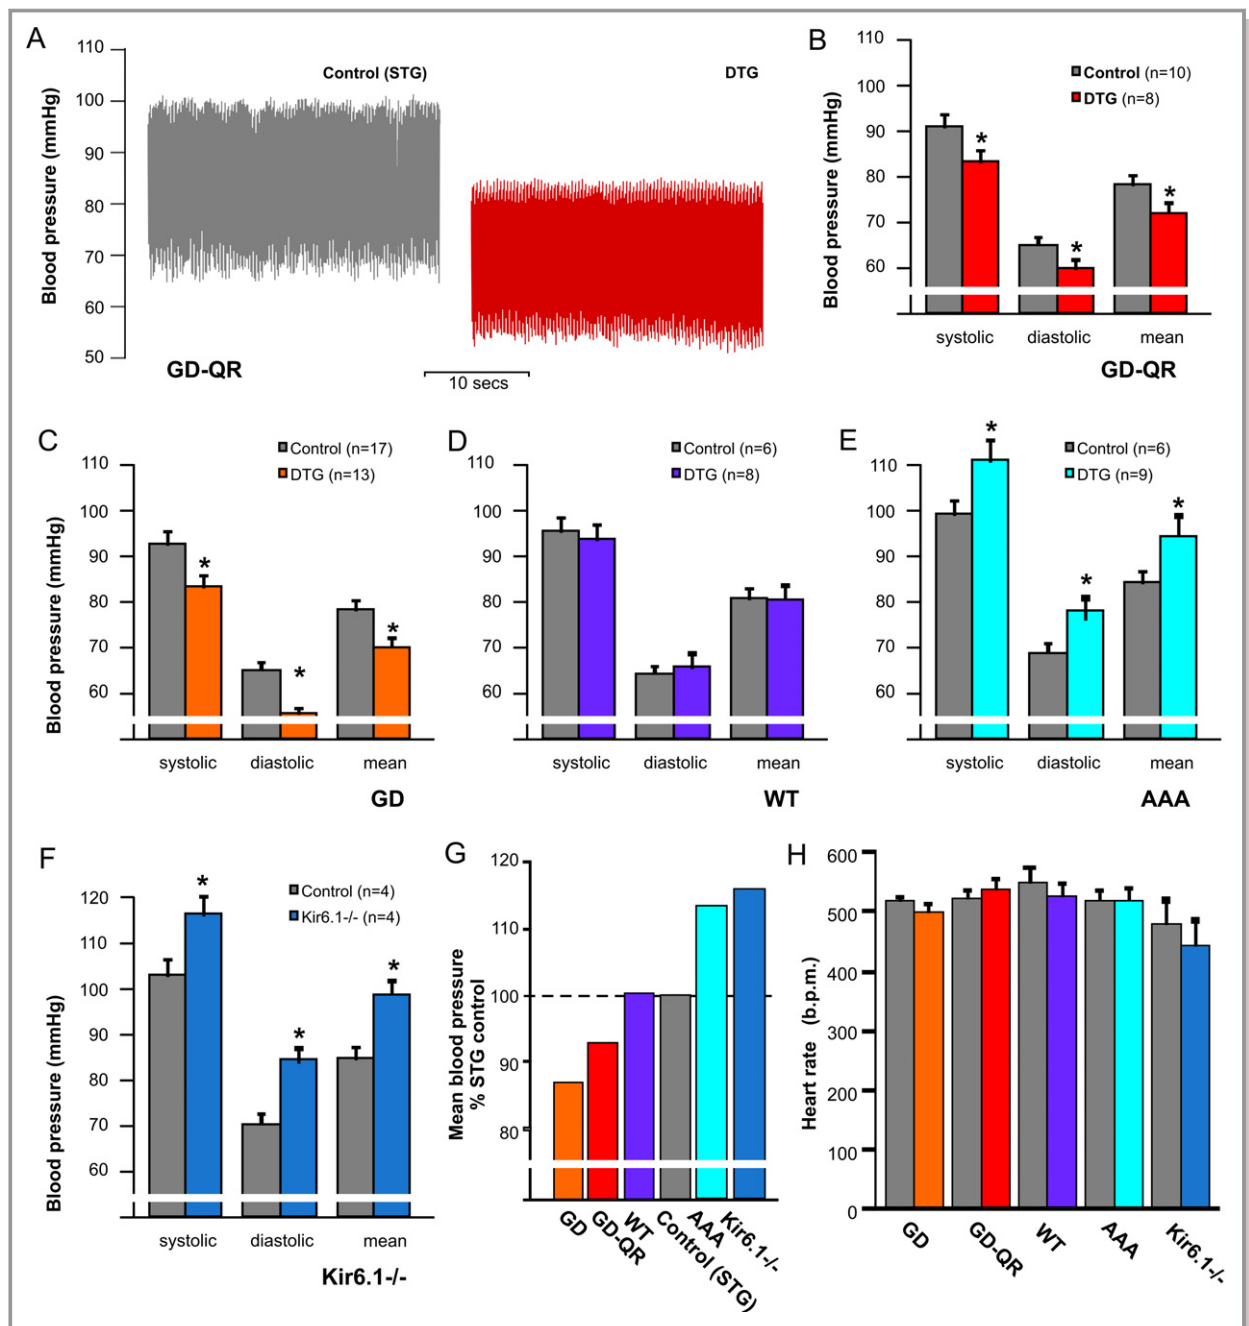 A
110
100
90
80
70
60
50
Blood pressure (mmHg)
Control (STG)
DTG
GD-QR
10 secs
B
110
100
90
80
70
60
Blood pressure (mmHg)
Control (n=10)
DTG (n=8)
*
*
*
systolic diastolic mean
GD-QR
C
110
100
90
80
70
60
Blood pressure (mmHg)
Control (n=17)
DTG (n=13)
*
*
*
systolic diastolic mean
GD
D
110
100
90
80
70
60
Control (n=6)
DTG (n=8)
systolic diastolic mean
WT
E
110
100
90
80
70
60
Control (n=6)
DTG (n=9)
*
*
*
systolic diastolic mean
AAA
F
120
110
100
90
80
70
60
Blood pressure (mmHg)
Control (n=4)
Kir6.1-/- (n=4)
*
*
*
systolic diastolic mean
Kir6.1-/-
G
120
110
100
90
80
Mean blood pressure
% STG control
GD
GD-QR
WT
Control (STG)
AAA
Kir6.1-/-
H
600
500
400
300
200
100
0
Heart rate (b.p.m.)
GD
GD-QR
WT
AAA
Kir6.1-/-